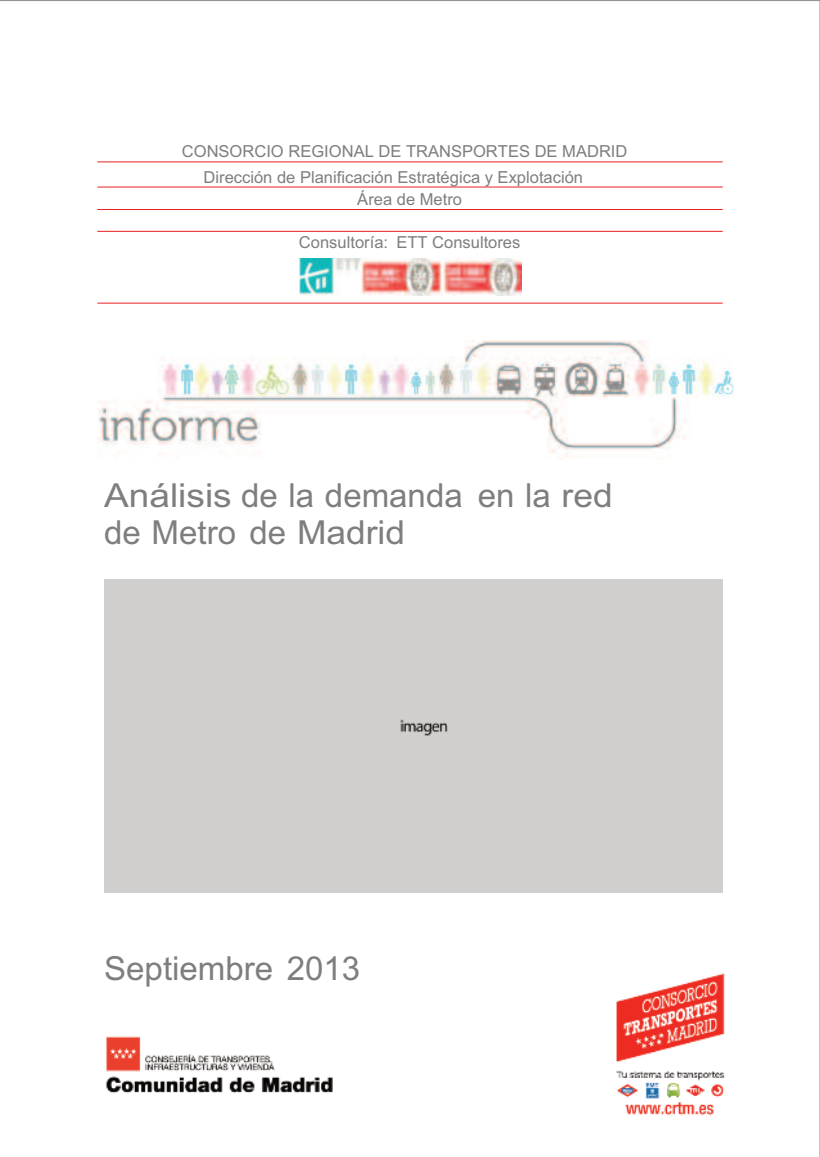 CONSORCIO REGIONAL DE TRANSPORTES DE MADRID
Dirección de Planificación Estratégica y Explotación
Área de Metro
Consultoría: ETT Consultores
ETT
informe
Análisis de la demanda en la red
de Metro de Madrid
imagen
Septiembre 2013
CONSORCIO
TRANSPORTES
MADRID
CONSEJERÍA DE TRANSPORTES,
INFRAESTRUCTURAS Y VIVIENDA
Comunidad de Madrid
Tu sistema de transportes
www.crtm.es